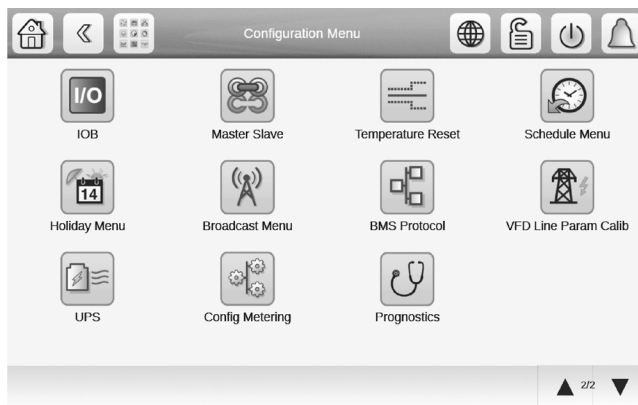 Configuration Menu
I/O
IOB
Master Slave
Temperature Reset
Schedule Menu
14
Holiday Menu
Broadcast Menu
BMS Protocol
VFD Line Param Calib
UPS
Config Metering
Prognostics
2/2